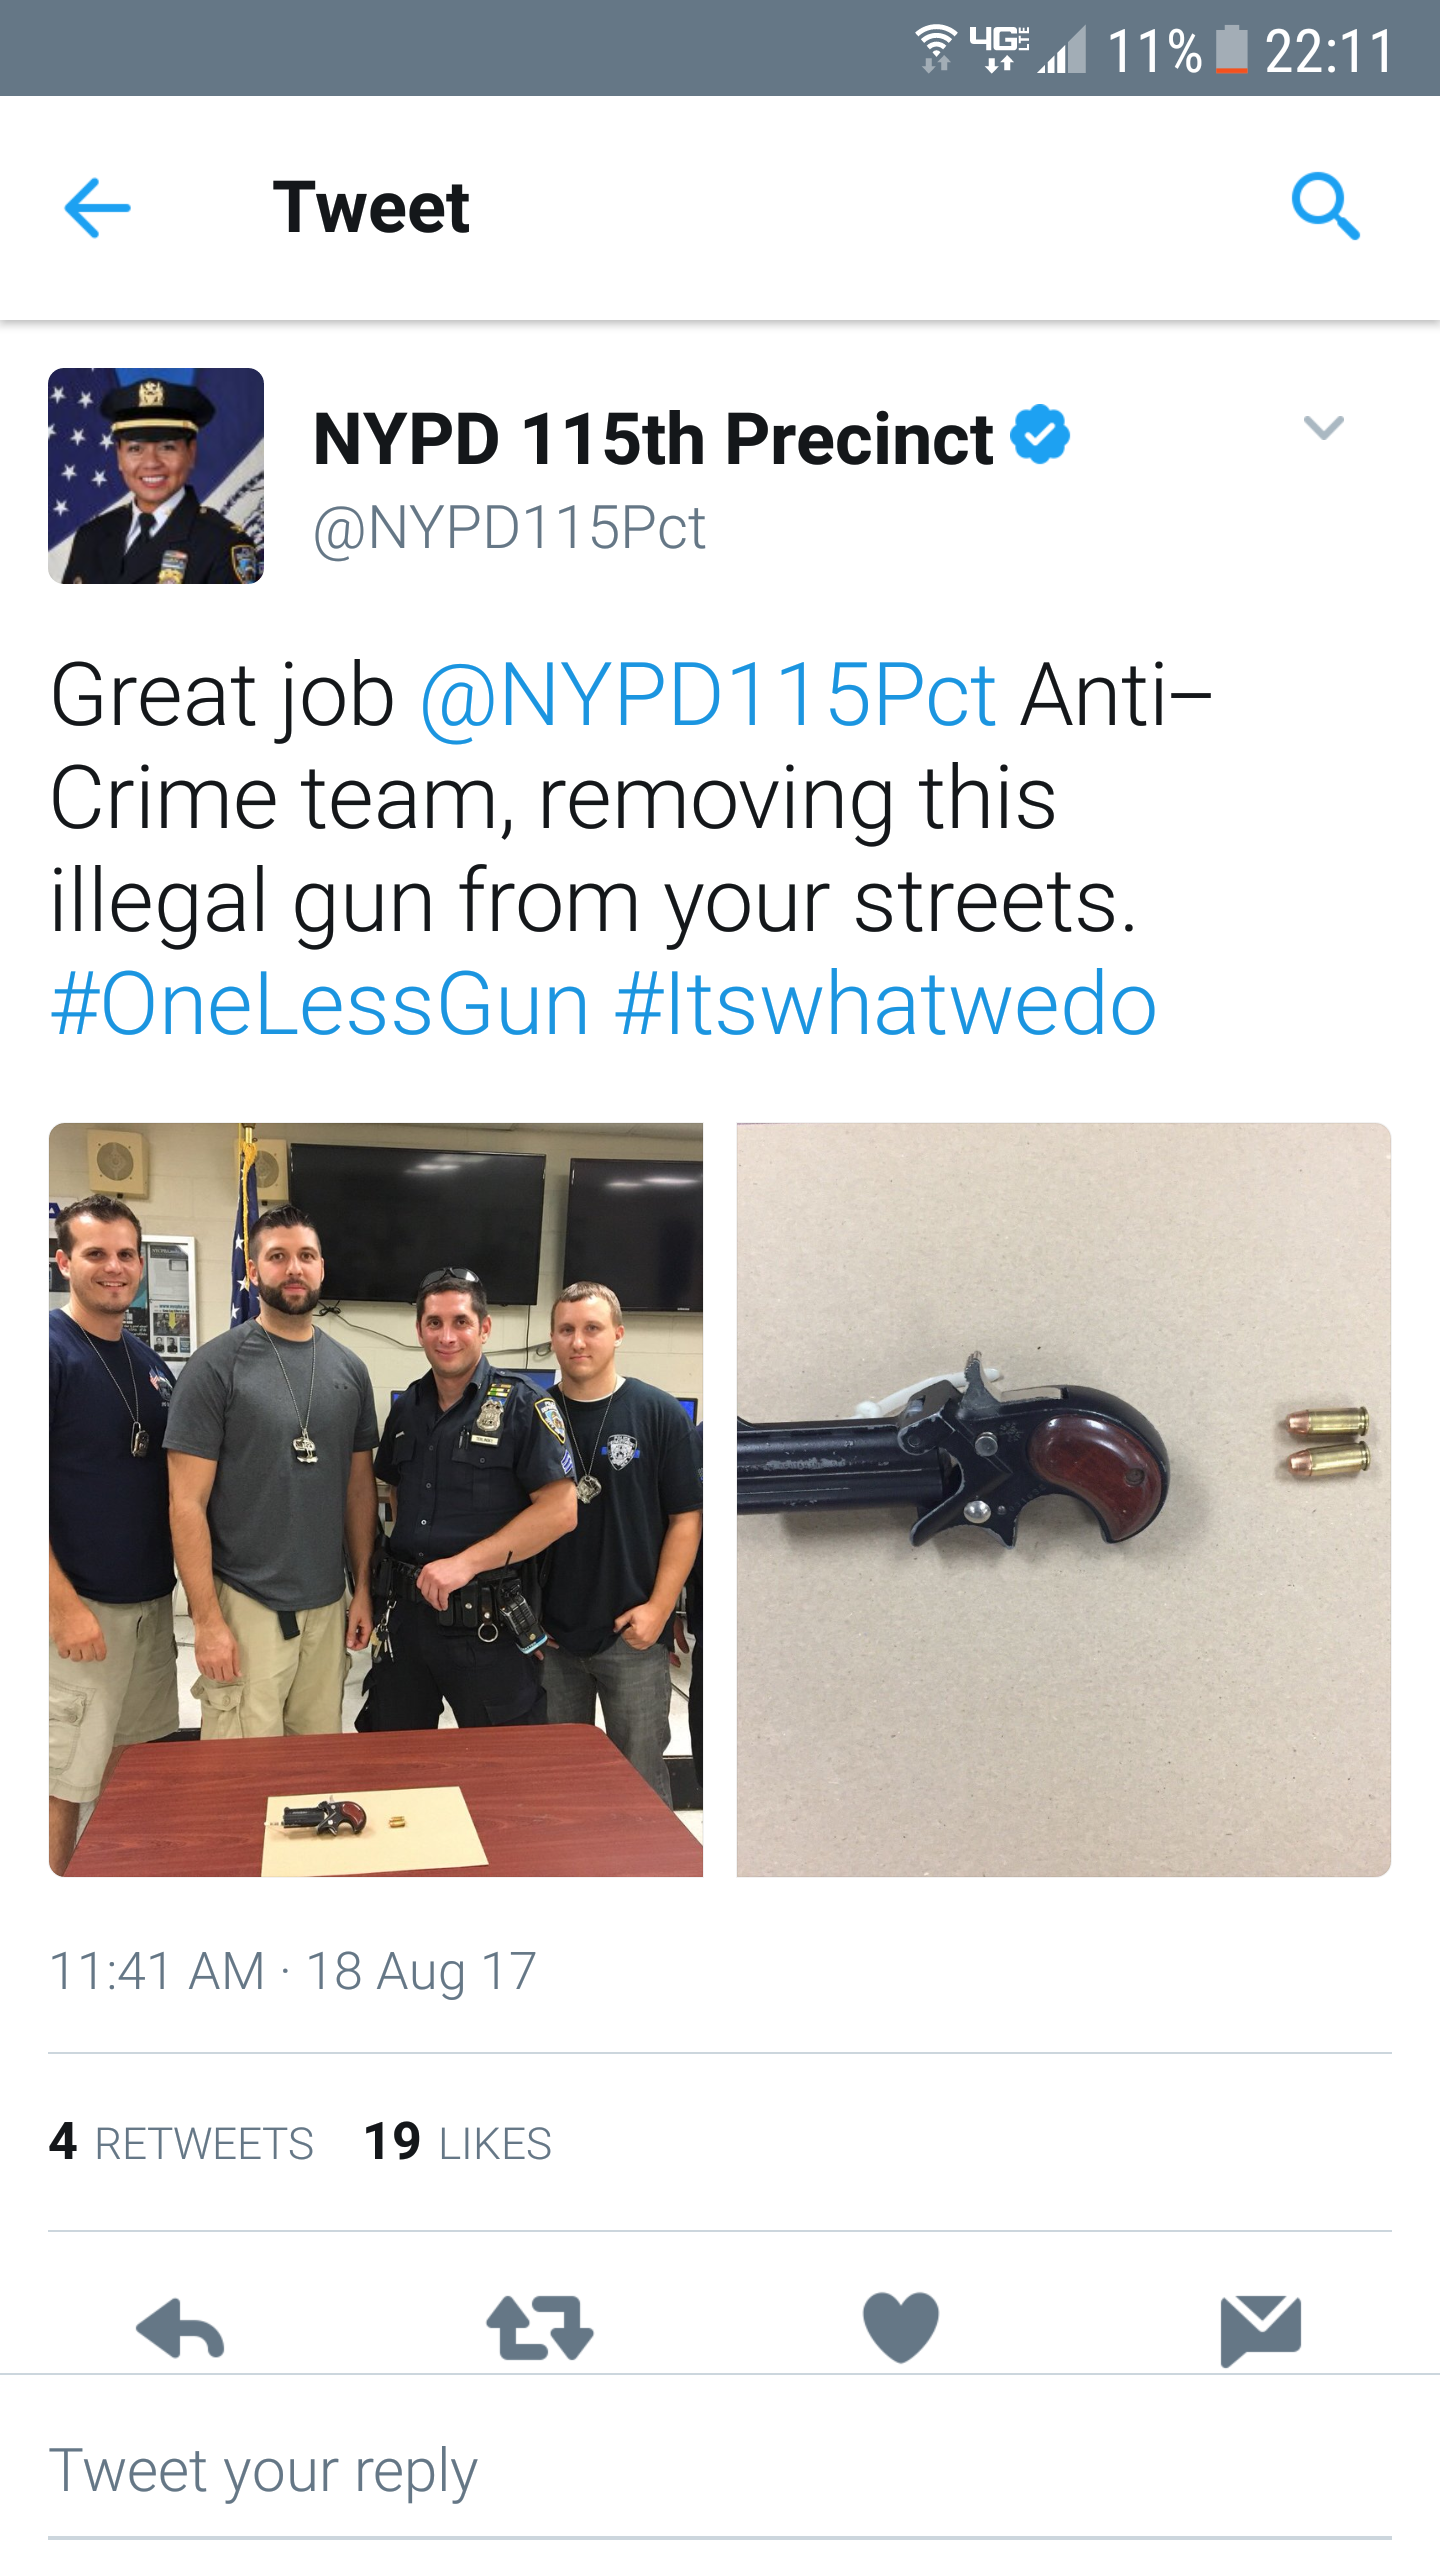 4G LTE 11% 22:11
Tweet
NYPD 115th Precinct
@NYPD115Pct
Great job @NYPD115Pct Anti–
Crime team, removing this
illegal gun from your streets.
#OneLessGun #Itswhatwedo
11:41 AM · 18 Aug 17
4 RETWEETS 19 LIKES
Tweet your reply